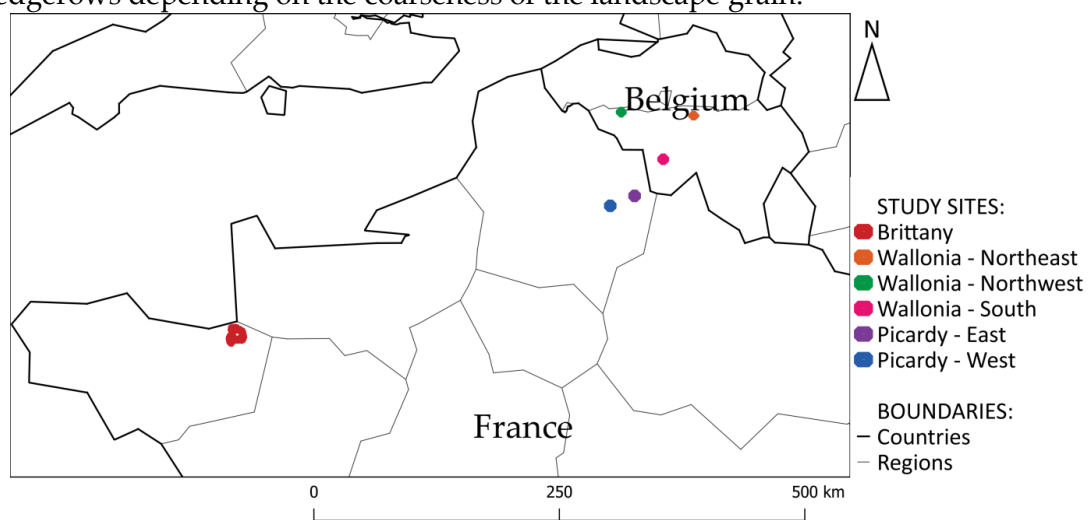 edgerows depending on the coarseness of the landscape grain.
N
Belgium
STUDY SITES:
Brittany
Wallonia - Northeast
Wallonia - Northwest
Wallonia - South
Picardy - East
Picardy - West
France
BOUNDARIES:
Countries
Regions
0 250 500 km